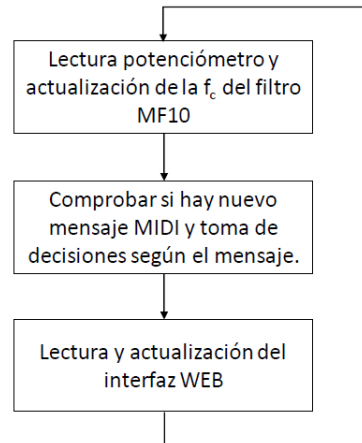 Lectura potenciómetro y
actualización de la fc del filtro
MF10
Comprobar si hay nuevo
mensaje MIDI y toma de
decisiones según el mensaje.
Lectura y actualización del
interfaz WEB